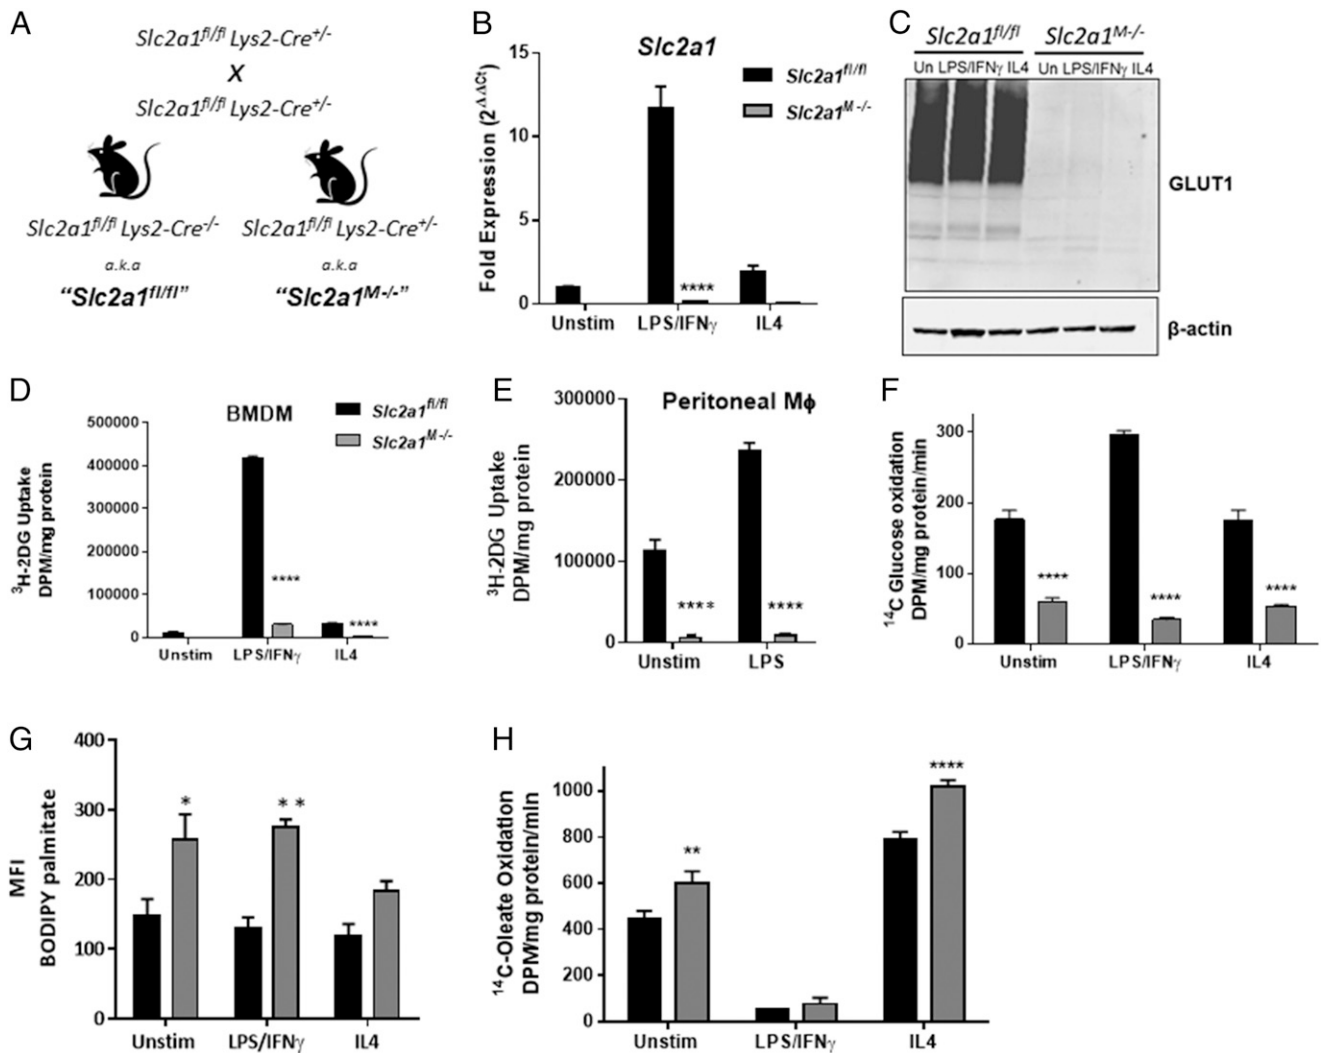 A
Slc2a1fl/fl Lys2-Cre+/-
X
Slc2a1fl/fl Lys2-Cre+/-
Slc2a1fl/fl Lys2-Cre-/-
Slc2a1fl/fl Lys2-Cre+/-
a.k.a
a.k.a
“Slc2a1fl/fl”
“Slc2a1M-/-”
B
Slc2a1
Fold Expression (2ΔΔCt)
15
10
5
0
Slc2a1fl/fl
Slc2a1M-/-
****
Unstim LPS/IFNγ IL4
C
Slc2a1fl/fl Slc2a1M-/-
Un LPS/IFNγ IL4 Un LPS/IFNγ IL4
GLUT1
β-actin
D
BMDM
Slc2a1fl/fl
Slc2a1M-/-
3H-2DG Uptake
DPM/mg protein
500000
400000
300000
200000
100000
0
****
****
Unstim LPS/IFNγ IL4
E
Peritoneal Mϕ
3H-2DG Uptake
DPM/mg protein
300000
200000
100000
0
****
****
Unstim LPS
F
14C Glucose oxidation
DPM/mg protein/min
300
200
100
0
****
****
****
Unstim LPS/IFNγ IL4
G
MFI
BODIPY palmitate
400
300
200
100
0
*
* *
Unstim LPS/IFNγ IL4
H
14C-Oleate Oxidation
DPM/mg protein/min
1000
800
600
400
200
0
**
****
Unstim LPS/IFNγ IL4